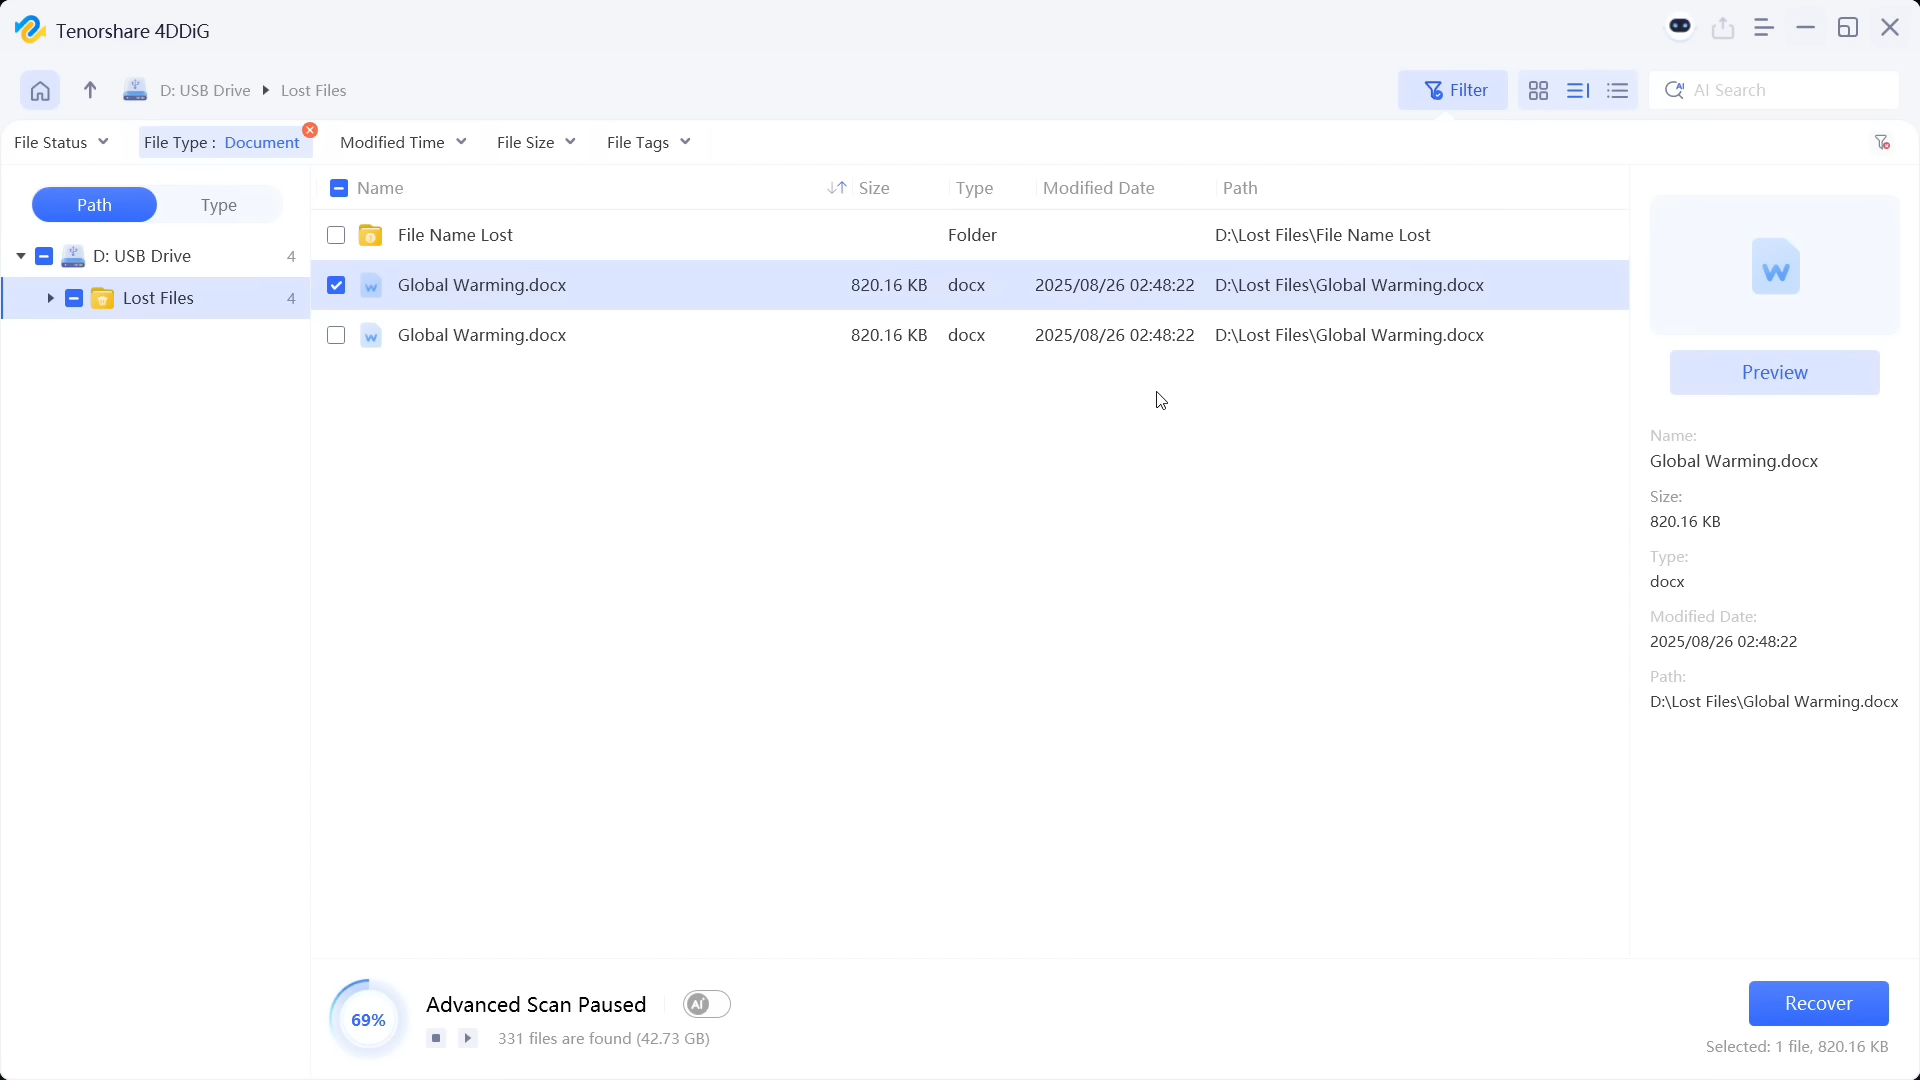 Tenorshare 4DDiG
D: USB Drive Lost Files
Filter
AI Search
File Status
File Type : Document
Modified Time
File Size
File Tags
Path
Type
D: USB Drive 4
Lost Files 4
Name Size Type Modified Date Path
File Name Lost Folder D:\Lost Files\File Name Lost
Global Warming.docx 820.16 KB docx 2025/08/26 02:48:22 D:\Lost Files\Global Warming.docx
Global Warming.docx 820.16 KB docx 2025/08/26 02:48:22 D:\Lost Files\Global Warming.docx
W
Preview
Name:
Global Warming.docx
Size:
820.16 KB
Type:
docx
Modified Date:
2025/08/26 02:48:22
Path:
D:\Lost Files\Global Warming.docx
69%
Advanced Scan Paused
AI
331 files are found (42.73 GB)
Recover
Selected: 1 file, 820.16 KB